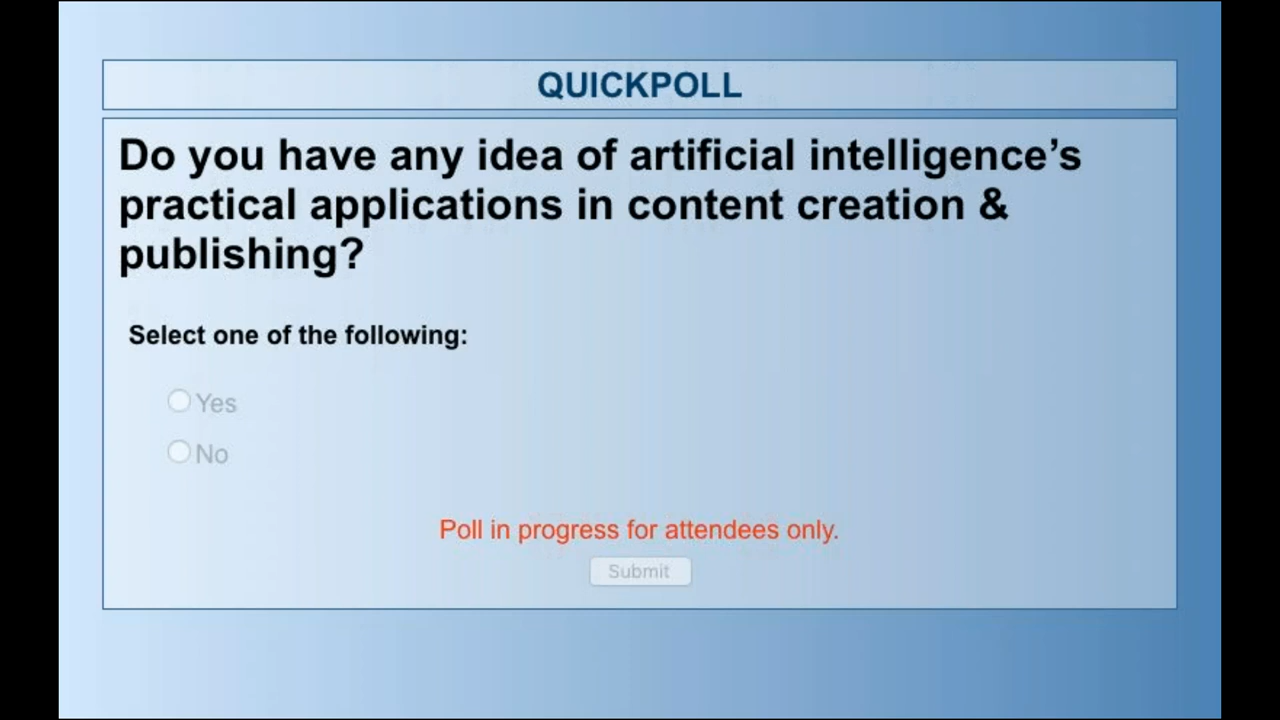 QUICKPOLL
Do you have any idea of artificial intelligence’s
practical applications in content creation &
publishing?
Select one of the following:
Yes
No
Poll in progress for attendees only.
Submit